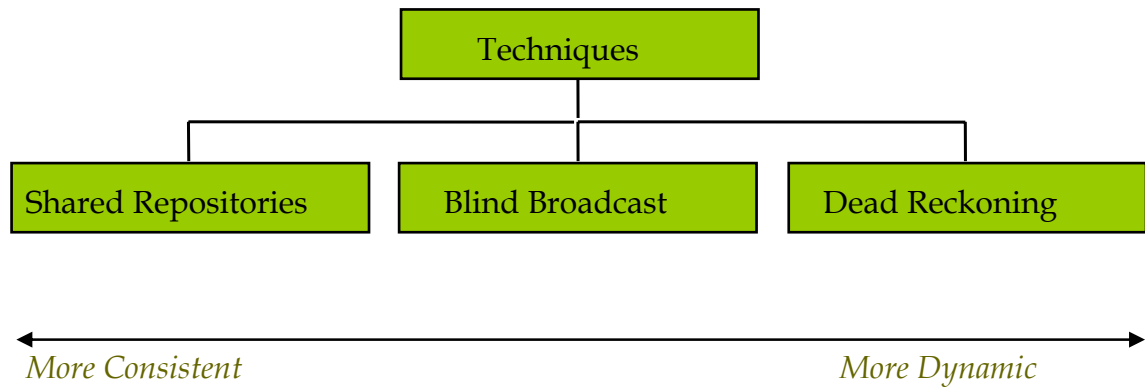 Techniques
Shared Repositories
Blind Broadcast
Dead Reckoning
More Consistent
More Dynamic